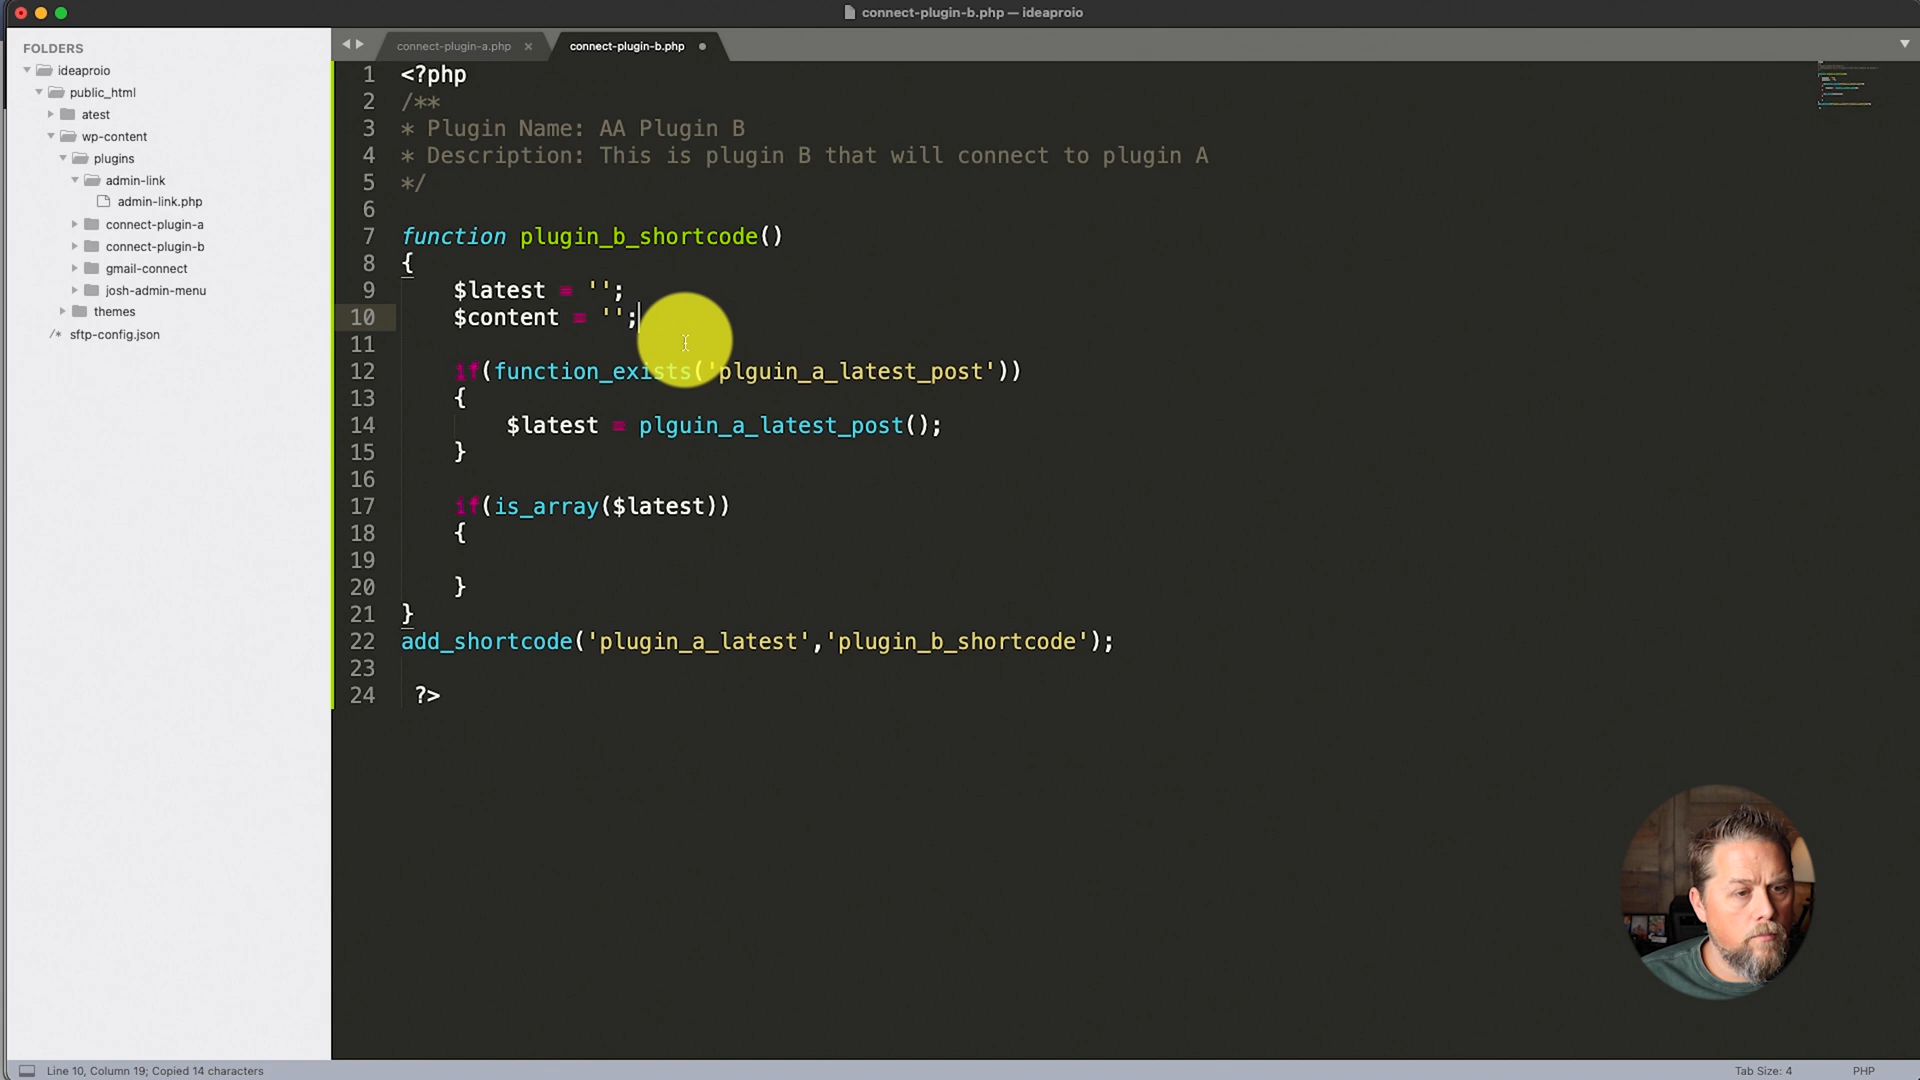 connect-plugin-b.php — ideaproio
FOLDERS
ideaproio
public_html
atest
wp-content
plugins
admin-link
admin-link.php
connect-plugin-a
connect-plugin-b
gmail-connect
josh-admin-menu
themes
/* sftp-config.json
connect-plugin-a.php ×
connect-plugin-b.php
1 <?php
2 /**
3 * Plugin Name: AA Plugin B
4 * Description: This is plugin B that will connect to plugin A
5 */
6
7 function plugin_b_shortcode()
8 {
9 $latest = '';
10 $content = '';
11
12 if(function_exists('plguin_a_latest_post'))
13 {
14 $latest = plguin_a_latest_post();
15 }
16
17 if(is_array($latest))
18 {
19
20 }
21 }
22 add_shortcode('plugin_a_latest','plugin_b_shortcode');
23
24 ?>
Line 10, Column 19; Copied 14 characters
Tab Size: 4
PHP